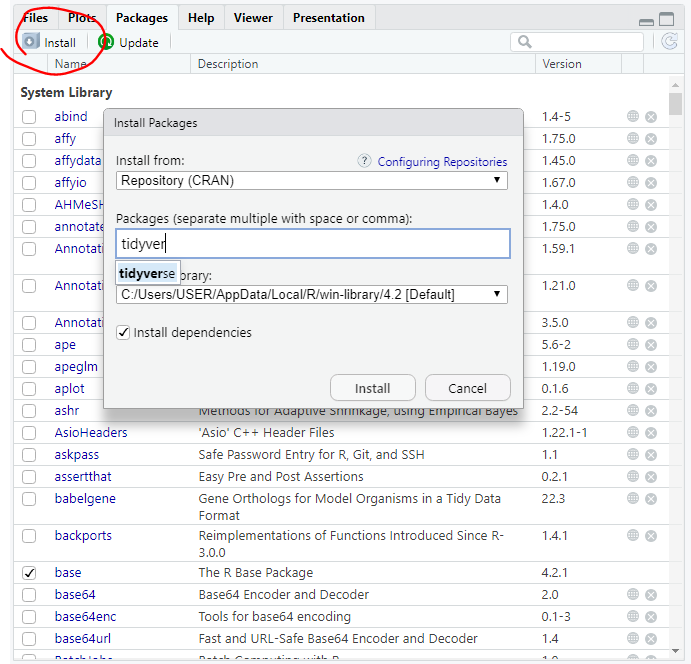 Files Plots Packages Help Viewer Presentation
Install Update
Name Description Version
System Library
abind 1.4-5
affy 1.75.0
affydata 1.45.0
affyio 1.67.0
AHMeSH 1.4.0
annotate 1.75.0
Annotati 1.59.1
Annotati 1.21.0
Annotati 3.5.0
ape 5.6-2
apeglm 1.19.0
aplot 0.1.6
Install Packages
Install from:
? Configuring Repositories
Repository (CRAN)
Packages (separate multiple with space or comma):
tidyver
tidyverse
brary:
C:/Users/USER/AppData/Local/R/win-library/4.2 [Default]
Install dependencies
Install Cancel
ashr Methods for Adaptive Shrinkage, using Empirical Bayes 2.2-54
AsioHeaders 'Asio' C++ Header Files 1.22.1-1
askpass Safe Password Entry for R, Git, and SSH 1.1
assertthat Easy Pre and Post Assertions 0.2.1
babelgene Gene Orthologs for Model Organisms in a Tidy Data 22.3
Format
backports Reimplementations of Functions Introduced Since R- 1.4.1
3.0.0
base The R Base Package 4.2.1
base64 Base64 Encoder and Decoder 2.0
base64enc Tools for base64 encoding 0.1-3
base64url Fast and URL-Safe Base64 Encoder and Decoder 1.4